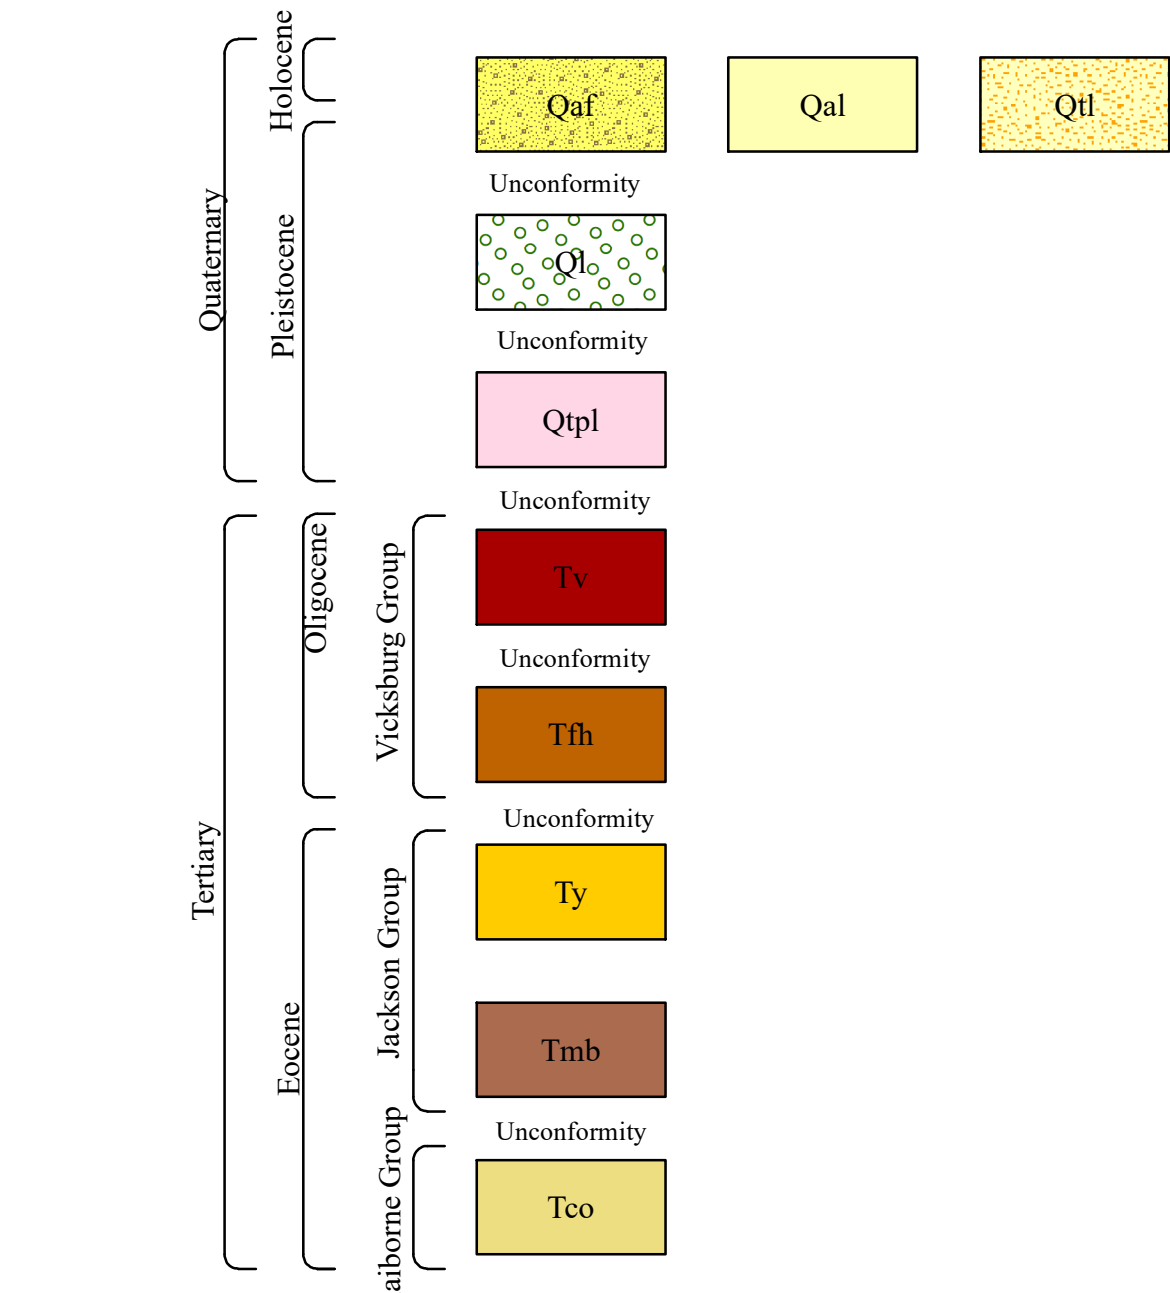 Holocene
Qaf
Qal
Qtl
Unconformity
Quaternary
Pleistocene
Ql
Unconformity
Qtpl
Unconformity
Oligocene
Vicksburg Group
Tv
Unconformity
Tfh
Unconformity
Tertiary
Eocene
Jackson Group
Ty
Tmb
Unconformity
aiborne Group
Tco